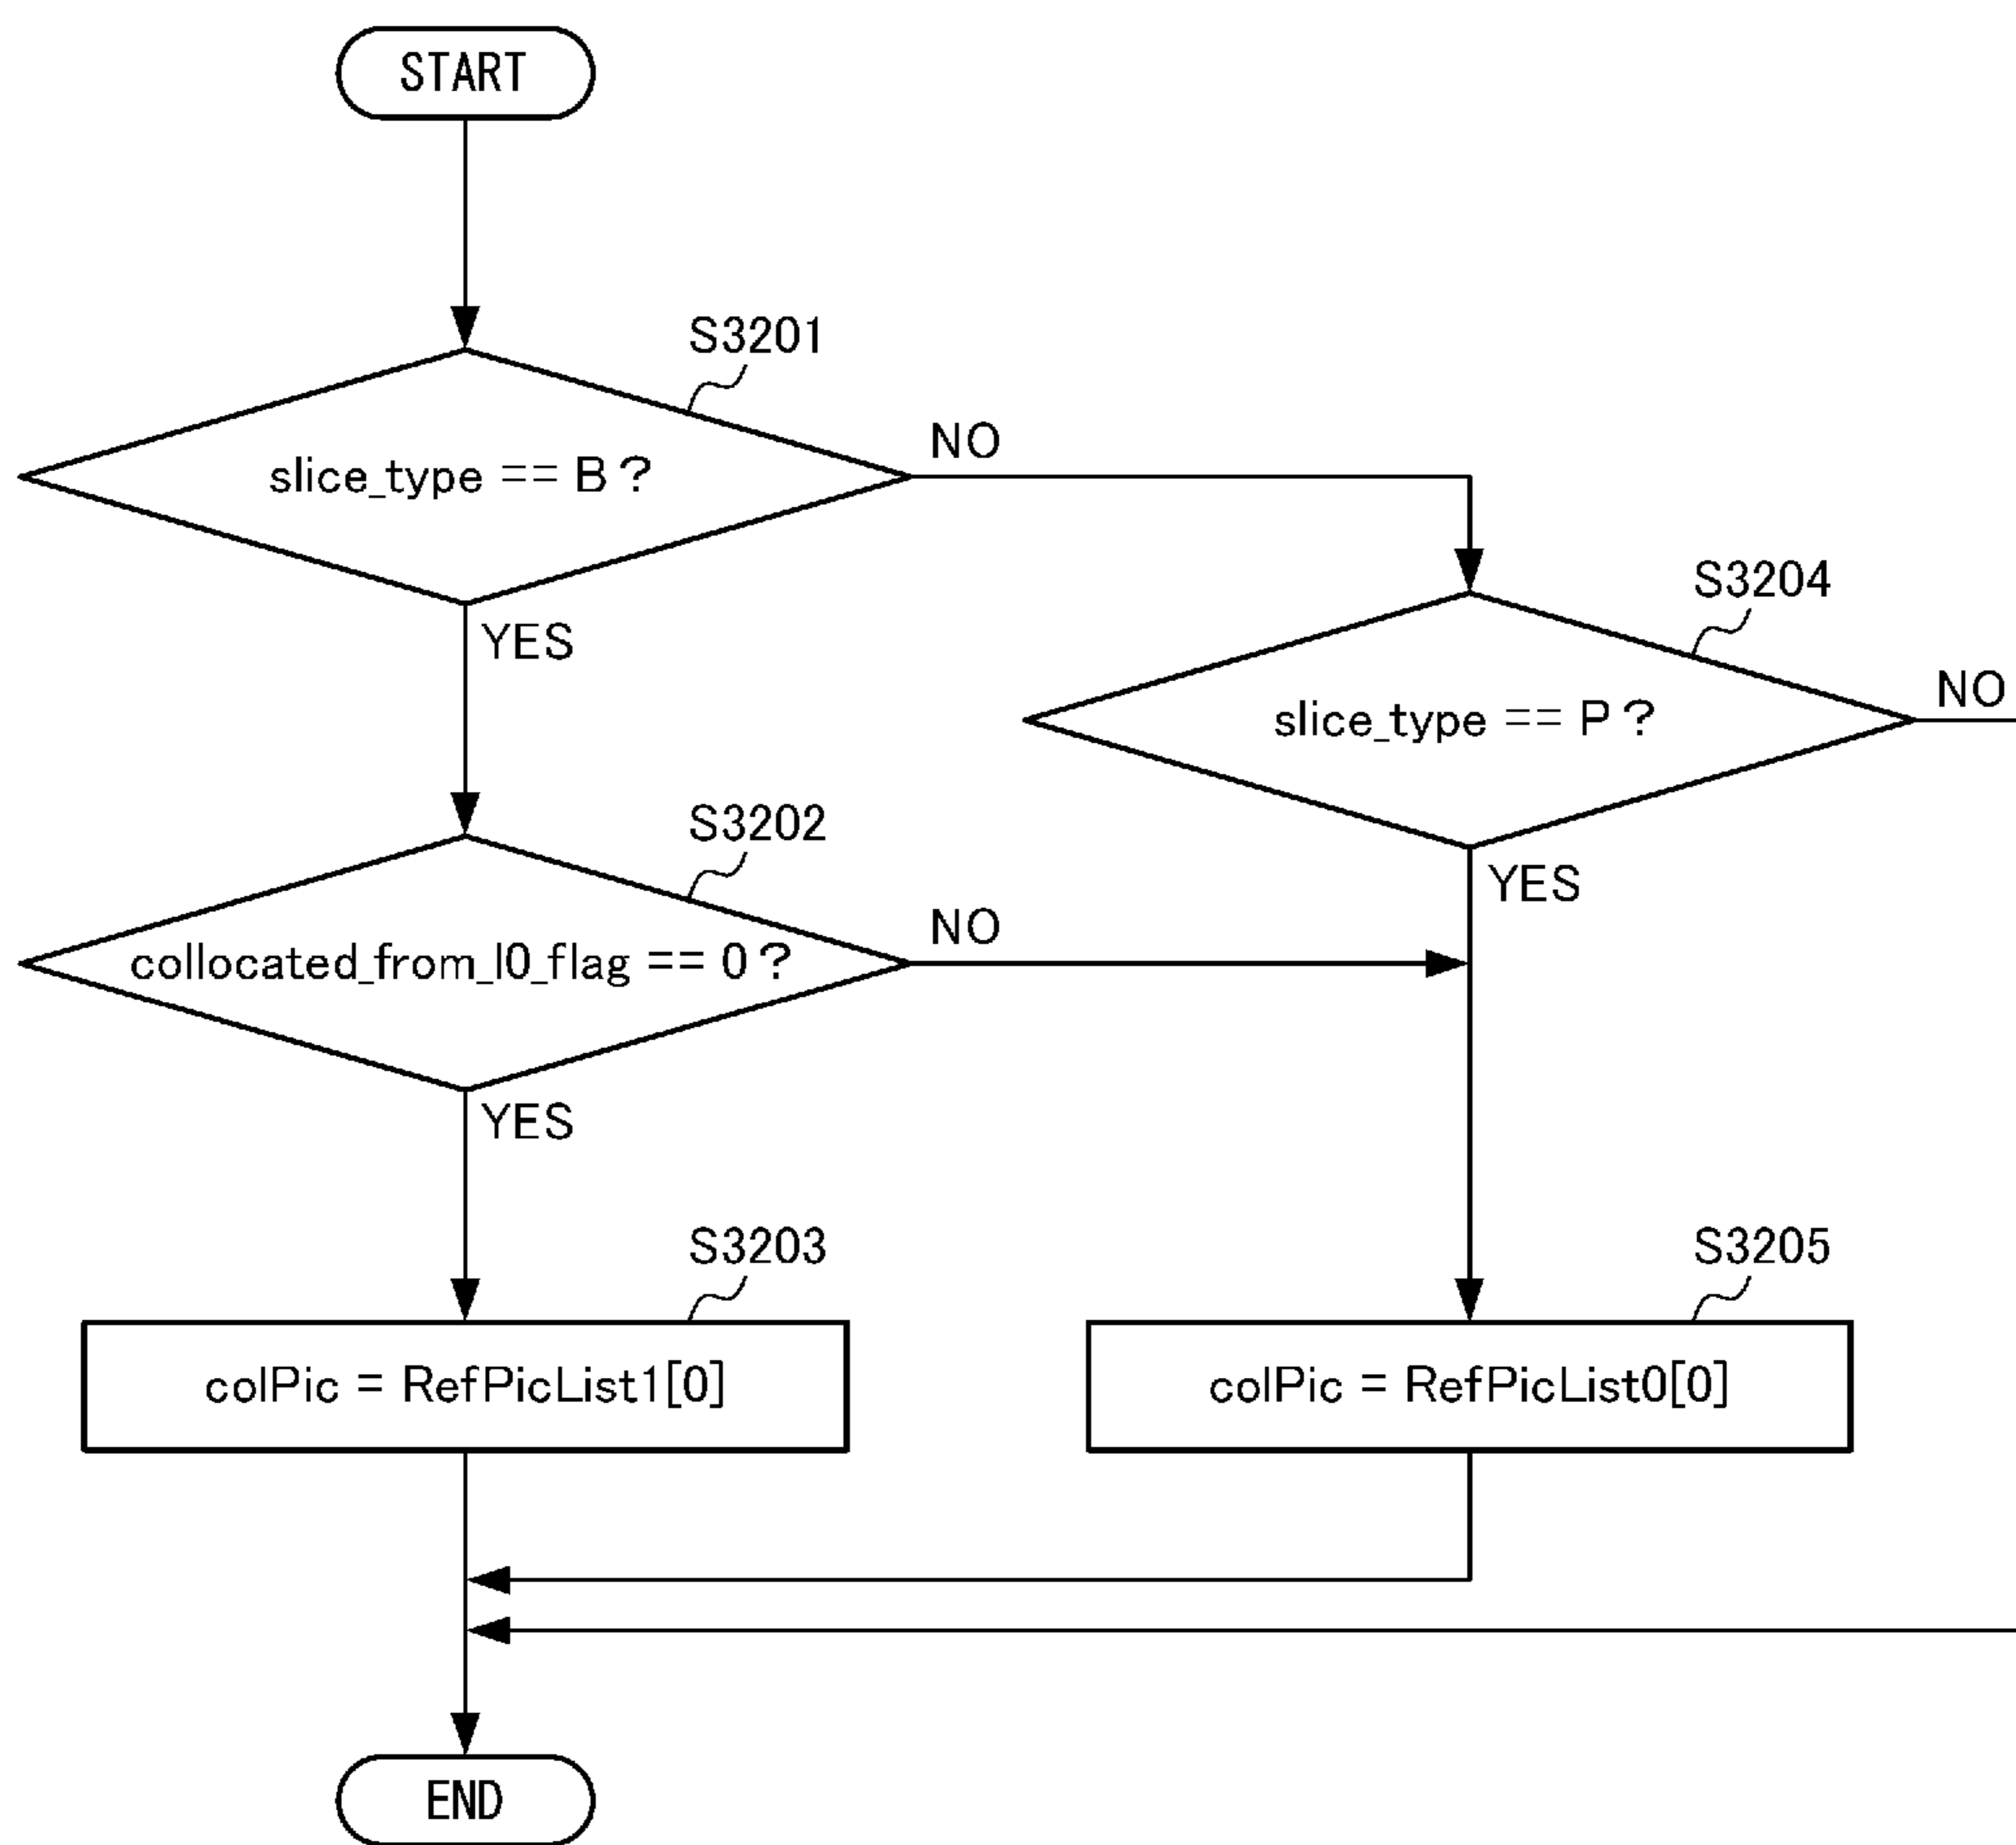 START
S3201
slice_type == B ?
NO
YES
S3204
slice_type == P ?
NO
YES
S3202
collocated_from_l0_flag == 0 ?
NO
YES
S3203
colPic = RefPicList1[0]
S3205
colPic = RefPicList0[0]
END